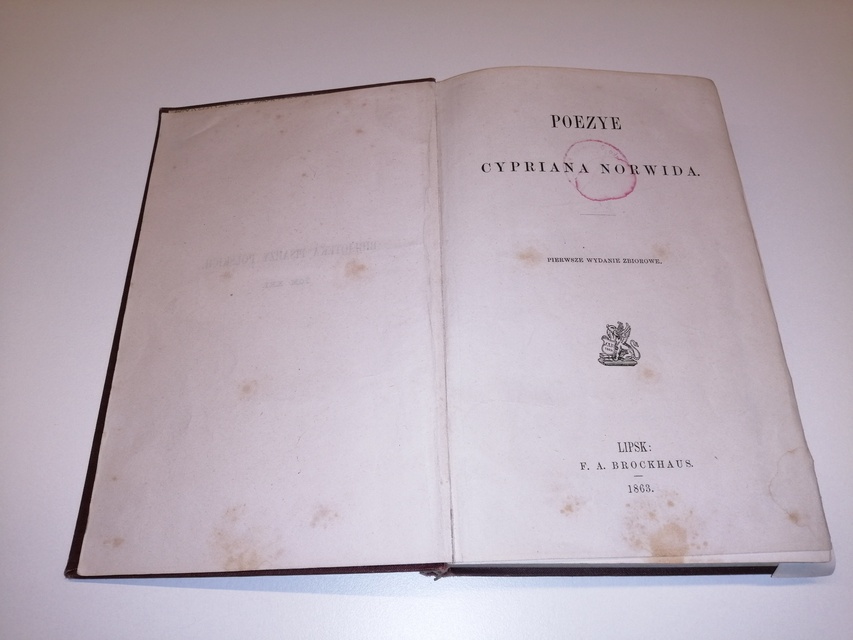 POEZYE
CYPRIANA NORWIDA.
PIERWSZE WYDANIE ZBIOROWE.
LIPSK:
F. A. BROCKHAUS.
1863.